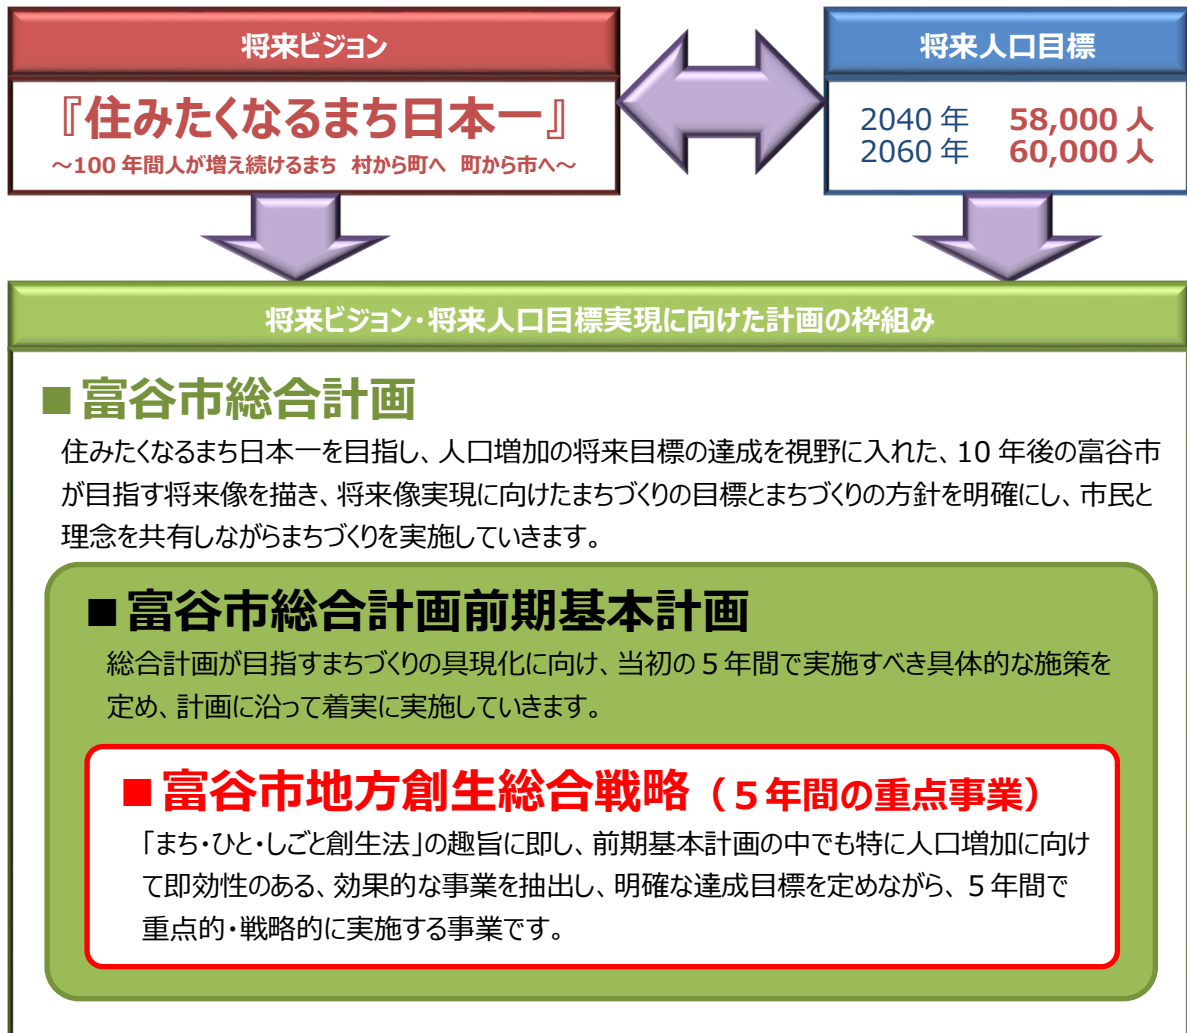 将来ビジョン
『住みたくなるまち日本一』
～100 年間人が増え続けるまち 村から町へ 町から市へ～
将来人口目標
2040 年 58,000 人
2060 年 60,000 人
将来ビジョン・将来人口目標実現に向けた計画の枠組み
■富谷市総合計画
住みたくなるまち日本一を目指し、人口増加の将来目標の達成を視野に入れた、10 年後の富谷市
が目指す将来像を描き、将来像実現に向けたまちづくりの目標とまちづくりの方針を明確にし、市民と
理念を共有しながらまちづくりを実施していきます。
■富谷市総合計画前期基本計画
総合計画が目指すまちづくりの具現化に向け、当初の５年間で実施すべき具体的な施策を
定め、計画に沿って着実に実施していきます。
■富谷市地方創生総合戦略（５年間の重点事業）
「まち・ひと・しごと創生法」の趣旨に即し、前期基本計画の中でも特に人口増加に向け
て即効性のある、効果的な事業を抽出し、明確な達成目標を定めながら、５年間で
重点的・戦略的に実施する事業です。